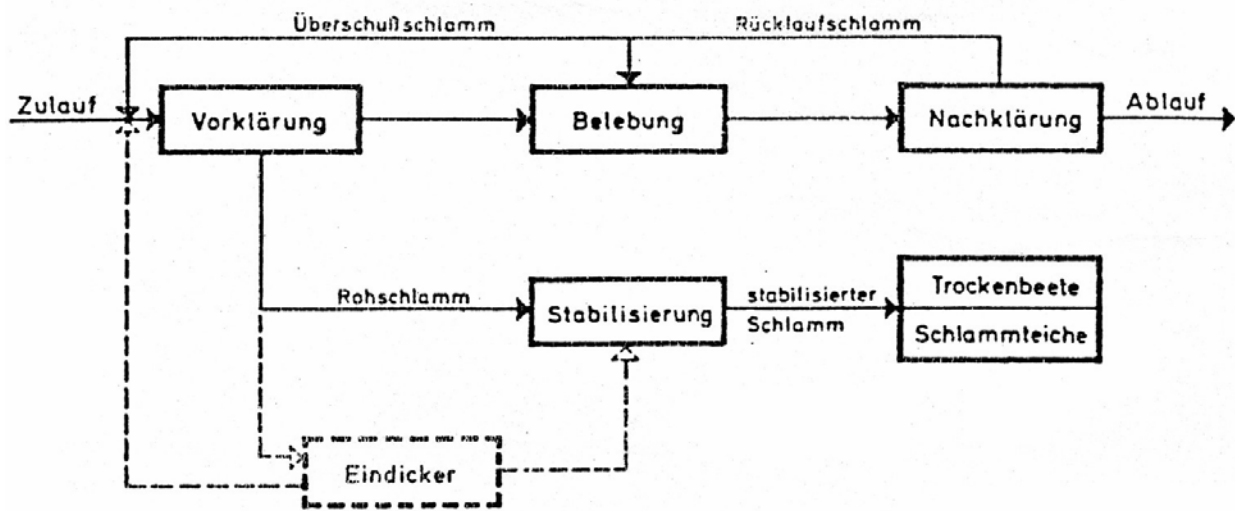 Überschußschlamm
Rücklaufschlamm
Zulauf
Vorklärung
Belebung
Nachklärung
Ablauf
Rohschlamm
Stabilisierung
stabilisierter
Schlamm
Trockenbeete
Schlammteiche
Eindicker